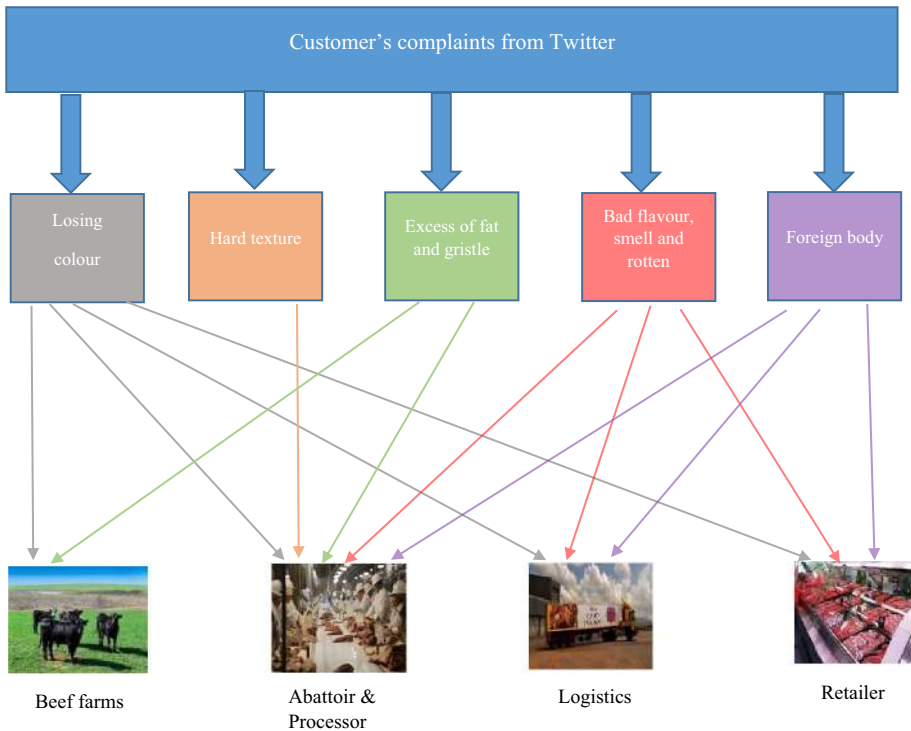 Customer's complaints from Twitter
Losing
colour
Hard texture
Excess of fat
and gristle
Bad flavour,
smell and
rotten
Foreign body
Beef farms
Abattoir &
Processor
Logistics
Retailer